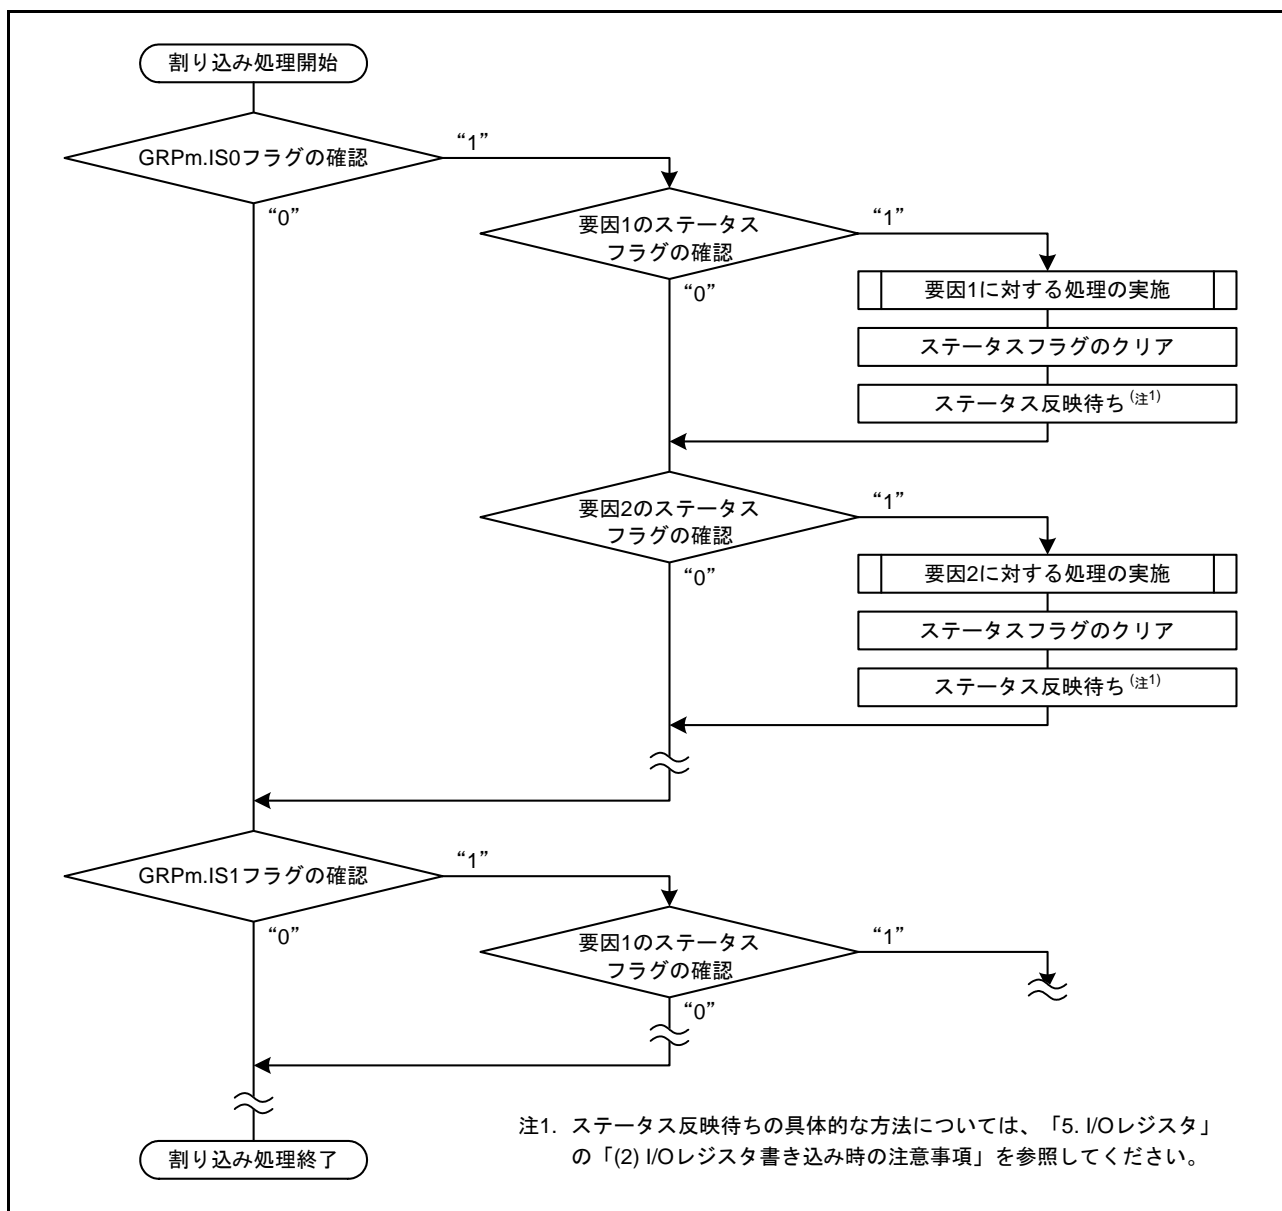 割り込み処理開始
GRPm.IS0フラグの確認
“1”
“0”
要因1のステータス
フラグの確認
“1”
“0”
要因1に対する処理の実施
ステータスフラグのクリア
ステータス反映待ち(注1)
要因2のステータス
フラグの確認
“1”
“0”
要因2に対する処理の実施
ステータスフラグのクリア
ステータス反映待ち(注1)
GRPm.IS1フラグの確認
“1”
“0”
要因1のステータス
フラグの確認
“1”
“0”
割り込み処理終了
注1. ステータス反映待ちの具体的な方法については、「5. I/Oレジスタ」
の「(2) I/Oレジスタ書き込み時の注意事項」を参照してください。